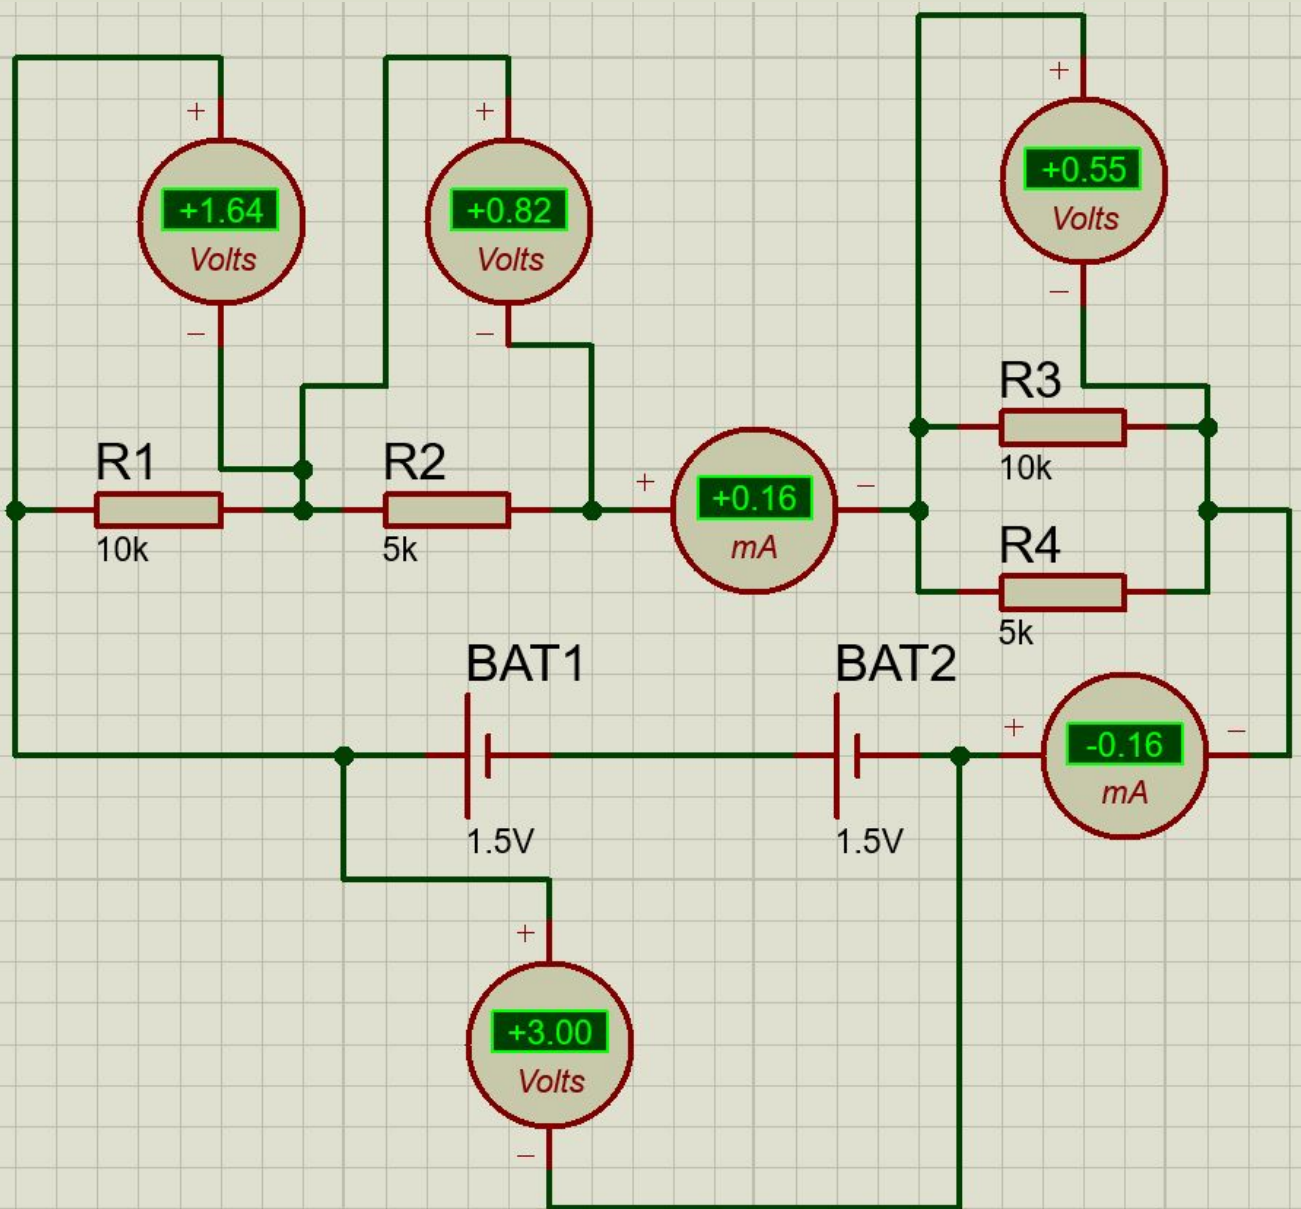 +
+0.55
Volts
−
+
+1.64
Volts
−
+
+0.82
Volts
−
R3
10k
R1
10k
R2
5k
+
+0.16
mA
−
R4
5k
BAT1
1.5V
BAT2
1.5V
+
-0.16
mA
−
+
+3.00
Volts
−